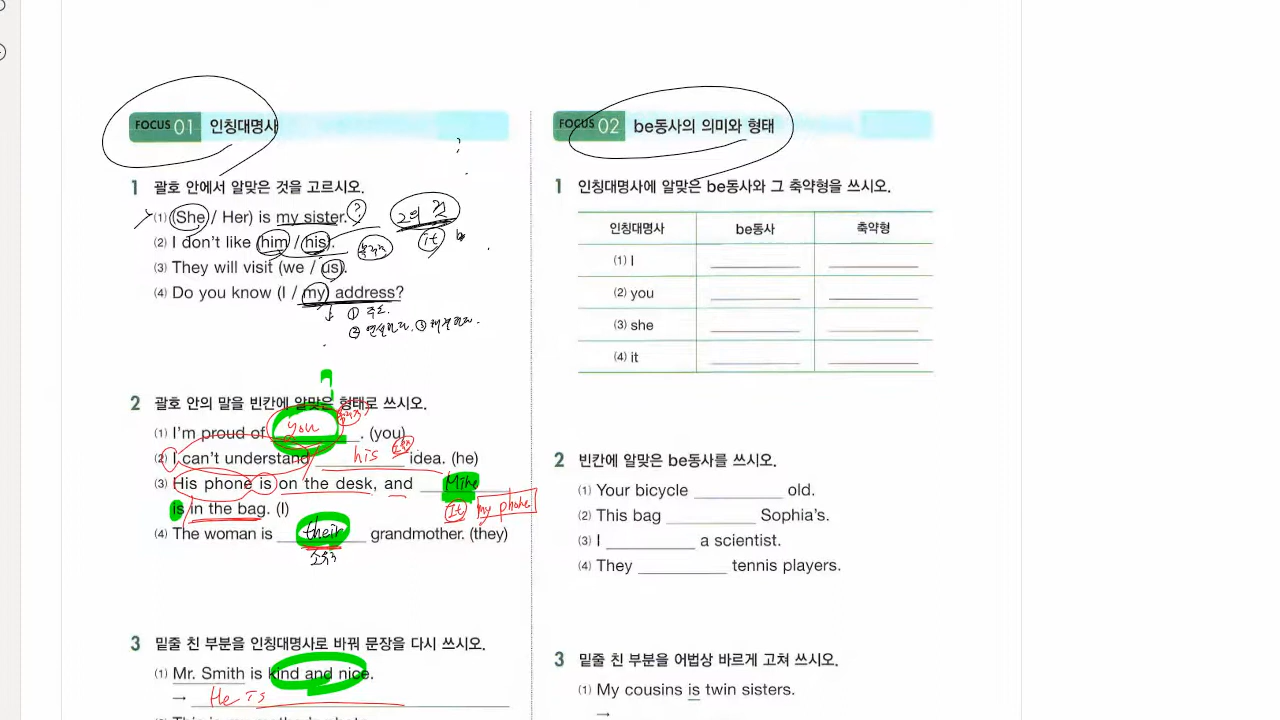 FOCUS 01 인칭대명사
1 괄호 안에서 알맞은 것을 고르시오.
(1) (She / Her) is my sister. ?
(2) I don't like (him / his).
it
(3) They will visit (we / us).
(4) Do you know (I / my) address?
2 괄호 안의 말을 빈칸에 알맞은 형태로 쓰시오.
(1) I'm proud of you. (you)
(2) I can't understand his idea. (he)
(3) His phone is on the desk, and Mine
is in the bag. (I) It my phone
(4) The woman is their grandmother. (they)
3 밑줄 친 부분을 인칭대명사로 바꿔 문장을 다시 쓰시오.
(1) Mr. Smith is kind and nice.
→ He is
FOCUS 02 be동사의 의미와 형태
1 인칭대명사에 알맞은 be동사와 그 축약형을 쓰시오.
인칭대명사 be동사 축약형
(1) I
(2) you
(3) she
(4) it
2 빈칸에 알맞은 be동사를 쓰시오.
(1) Your bicycle __________ old.
(2) This bag __________ Sophia's.
(3) I __________ a scientist.
(4) They __________ tennis players.
3 밑줄 친 부분을 어법상 바르게 고쳐 쓰시오.
(1) My cousins is twin sisters.
→